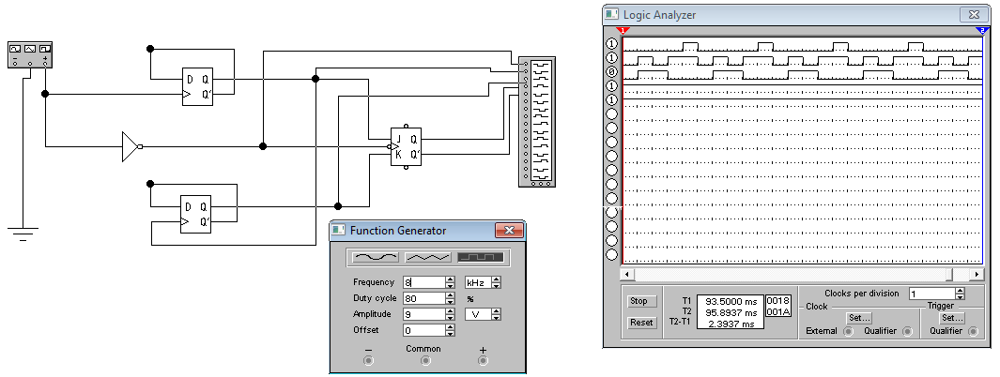 Logic Analyzer
1
2
1
1
0
1
1
D Q
Q'
J Q
K Q'
D Q
Q'
- +
Function Generator
Frequency 8 kHz
Duty cycle 80 %
Amplitude 9 V
Offset 0
− Common +
Stop
Reset
T1 93.5000 ms 0018
T2 95.8937 ms 001A
T2-T1 2.3937 ms
Clocks per division 1
Clock
Set...
External Qualifier
Trigger
Set...
Qualifier